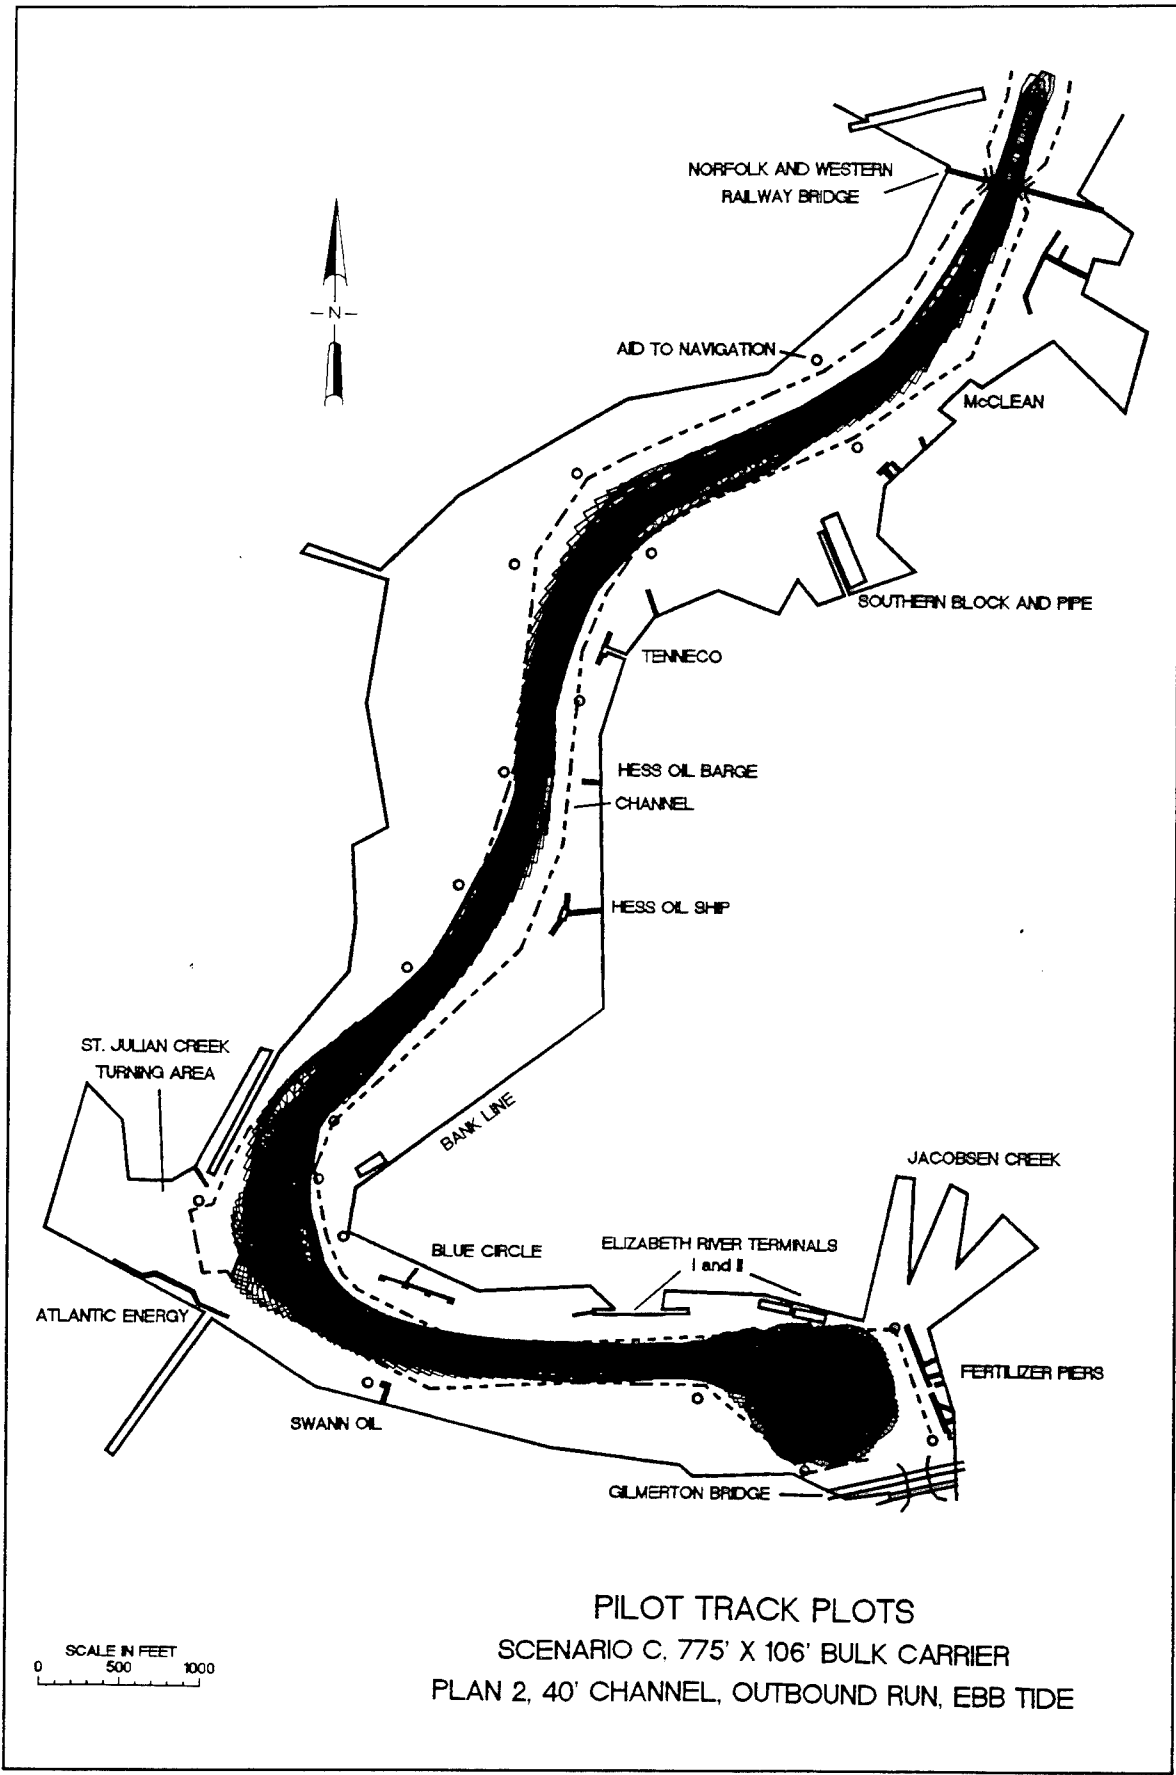 NORFOLK AND WESTERN
RAILWAY BRIDGE
N
AID TO NAVIGATION
McCLEAN
SOUTHERN BLOCK AND PIPE
TENNECO
HESS OIL BARGE
CHANNEL
HESS OIL SHIP
ST. JULIAN CREEK
TURNING AREA
BANK LINE
JACOBSEN CREEK
BLUE CIRCLE
ELIZABETH RIVER TERMINALS
I and II
ATLANTIC ENERGY
FERTILIZER PIERS
SWANN OIL
GILMERTON BRIDGE
PILOT TRACK PLOTS
SCENARIO C, 775' X 106' BULK CARRIER
PLAN 2, 40' CHANNEL, OUTBOUND RUN, EBB TIDE
SCALE IN FEET
0 500 1000